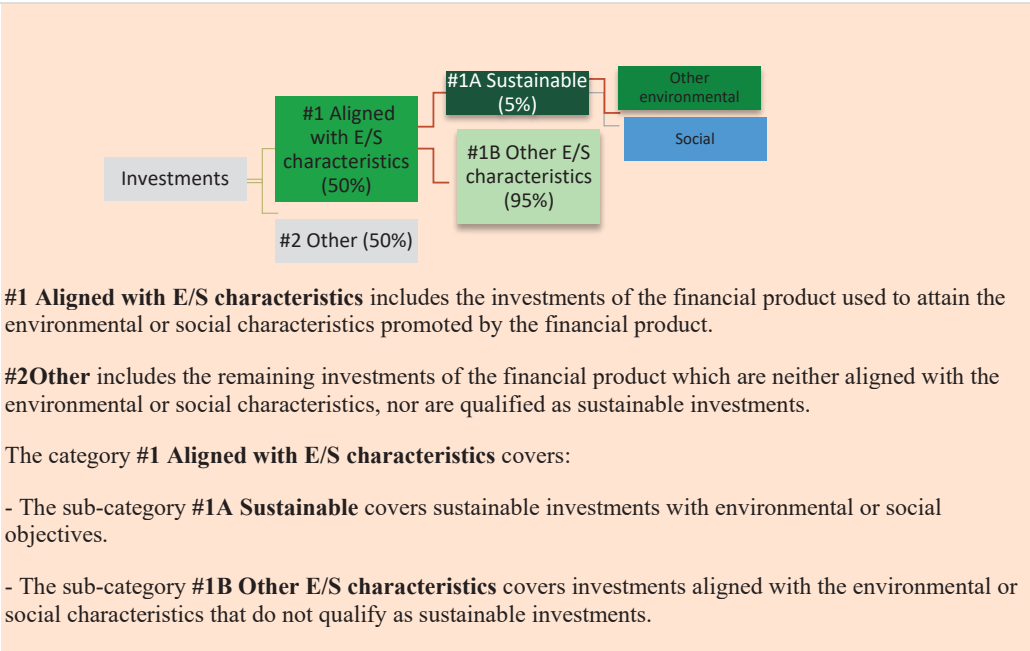 #1A Sustainable
(5%)
Other
environmental
#1 Aligned
with E/S
characteristics
(50%)
Social
#1B Other E/S
characteristics
(95%)
Investments
#2 Other (50%)
#1 Aligned with E/S characteristics includes the investments of the financial product used to attain the
environmental or social characteristics promoted by the financial product.
#2Other includes the remaining investments of the financial product which are neither aligned with the
environmental or social characteristics, nor are qualified as sustainable investments.
The category #1 Aligned with E/S characteristics covers:
- The sub-category #1A Sustainable covers sustainable investments with environmental or social
objectives.
- The sub-category #1B Other E/S characteristics covers investments aligned with the environmental or
social characteristics that do not qualify as sustainable investments.